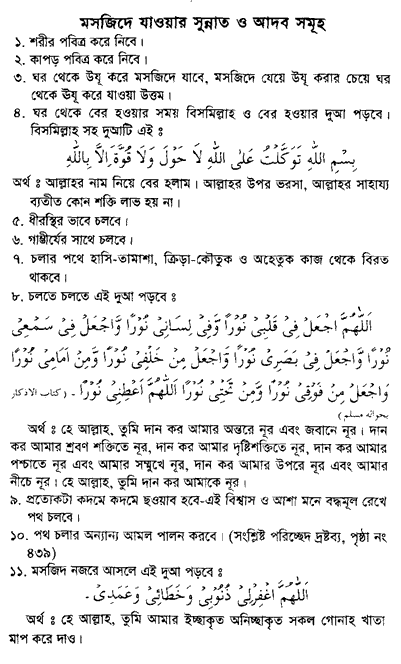 মসজিদে যাওয়ার সুন্নাত ও আদব সমূহ
১. শরীর পবিত্র করে নিবে।
২. কাপড় পবিত্র করে নিবে।
৩. ঘর থেকে উযূ করে মসজিদে যাবে, মসজিদে যেয়ে উযূ করার চেয়ে ঘর
থেকে উযূ করে যাওয়া উত্তম।
৪. ঘর থেকে বের হওয়ার সময় বিসমিল্লাহ ও বের হওয়ার দুআ পড়বে।
বিসমিল্লাহ সহ দুআটি এই ঃ
بِسْمِ اللهِ تَوَكَّلْتُ عَلَى اللهِ لَا حَوْلَ وَلَا قُوَّةَ اِلَّا بِاللهِ
অর্থ ঃ আল্লাহর নাম নিয়ে বের হলাম। আল্লাহর উপর ভরসা, আল্লাহর সাহায্য
ব্যতীত কোন শক্তি লাভ হয় না।
৫. ধীরস্থির ভাবে চলবে।
৬. গাম্ভীর্যের সাথে চলবে।
৭. চলার পথে হাসি-তামাশা, ক্রিড়া-কৌতুক ও অহেতুক কাজ থেকে বিরত
থাকবে।
৮. চলতে চলতে এই দুআ পড়বে ঃ
اَللّٰهُمَّ اجْعَلْ فِىْ قَلْبِىْ نُوْرًا وَّفِىْ لِسَانِىْ نُوْرًا وَّاجْعَلْ فِىْ سَمْعِىْ
نُوْرًا وَّاجْعَلْ فِىْ بَصَرِىْ نُوْرًا وَّاجْعَلْ مِنْ خَلْفِىْ نُوْرًا وَّمِنْ اَمَامِىْ نُوْرًا
وَّاجْعَلْ مِنْ فَوْقِىْ نُوْرًا وَّمِنْ تَحْتِىْ نُوْرًا اَللّٰهُمَّ اَعْطِنِىْ نُوْرًا ۔ (كتاب الاذكار
بحواله مسلم)
অর্থ ঃ হে আল্লাহ, তুমি দান কর আমার অন্তরে নূর এবং জবানে নূর। দান
কর আমার শ্রবণ শক্তিতে নূর, দান কর আমার দৃষ্টিশক্তিতে নূর, দান কর আমার
পশ্চাতে নূর এবং আমার সম্মুখে নূর, দান কর আমার উপরে নূর এবং আমার
নীচে নূর। হে আল্লাহ, তুমি দান কর আমাকে নূর।
৯. প্রত্যেকটা কদমে কদমে ছওয়াব হবে-এই বিশ্বাস ও আশা মনে বদ্ধমূল রেখে
পথ চলবে।
১০. পথ চলার অন্যান্য আমল পালন করবে। (সংশ্লিষ্ট পরিচ্ছেদ দ্রষ্টব্য, পৃষ্ঠা নং
৪৩৯)
১১. মসজিদ নজরে আসলে এই দুআ পড়বে ঃ
اَللّٰهُمَّ اغْفِرْلِىْ ذُنُوْبِىْ وَخَطَائِىْ وَعَمَدِىْ ۔
অর্থ ঃ হে আল্লাহ, তুমি আমার ইচ্ছাকৃত অনিচ্ছাকৃত সকল গোনাহ খাতা
মাপ করে দাও।